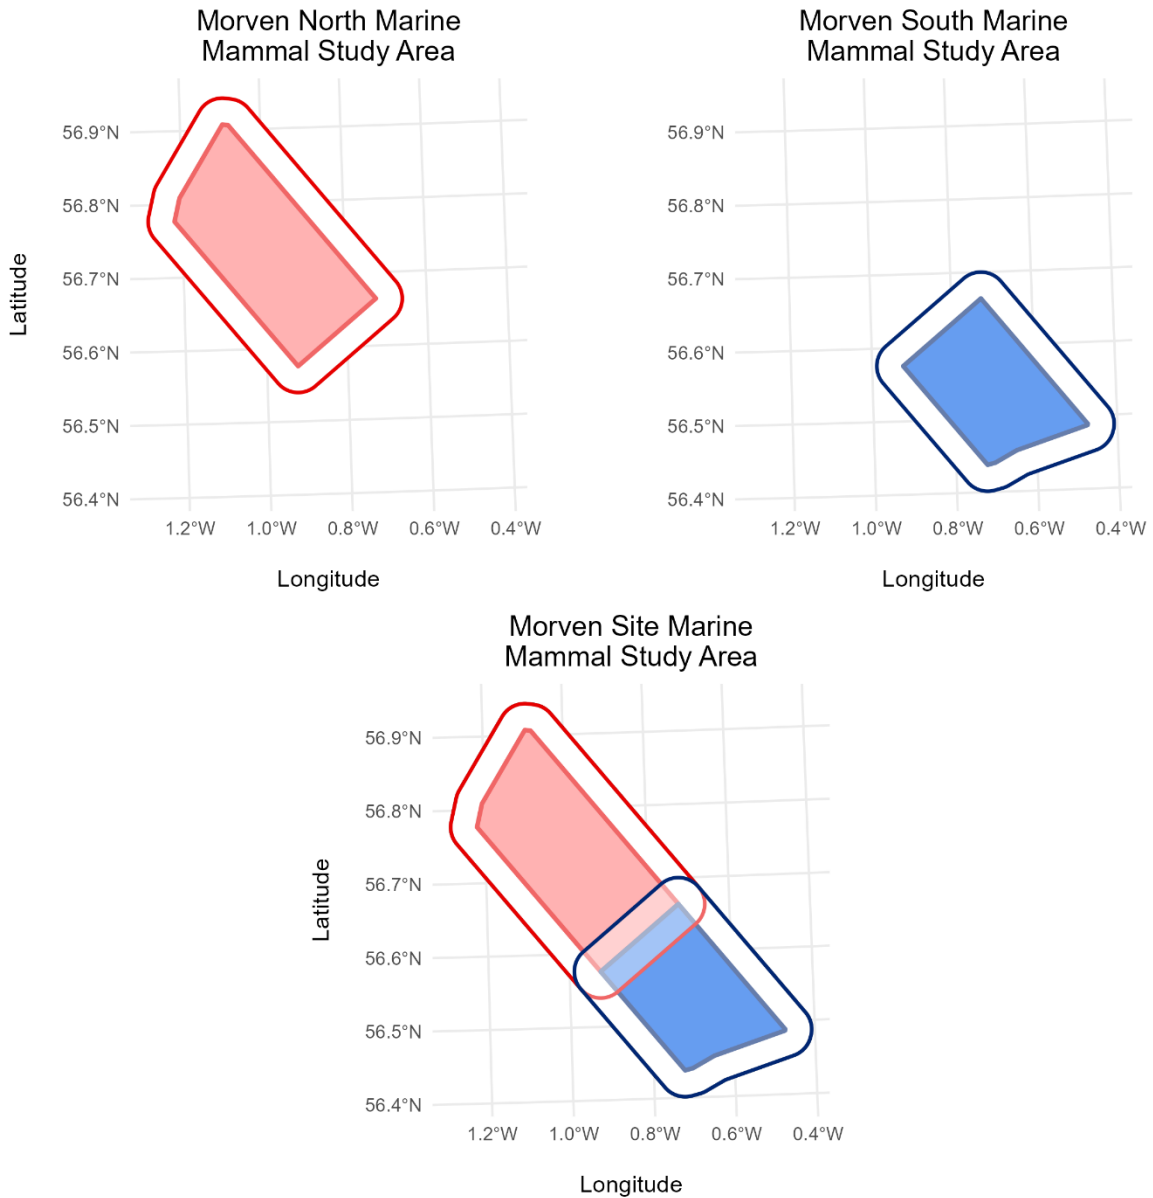 Morven North Marine
Mammal Study Area
Latitude
56.9°N
56.8°N
56.7°N
56.6°N
56.5°N
56.4°N
1.2°W 1.0°W 0.8°W 0.6°W 0.4°W
Longitude
Morven South Marine
Mammal Study Area
56.9°N
56.8°N
56.7°N
56.6°N
56.5°N
56.4°N
1.2°W 1.0°W 0.8°W 0.6°W 0.4°W
Longitude
Morven Site Marine
Mammal Study Area
Latitude
56.9°N
56.8°N
56.7°N
56.6°N
56.5°N
56.4°N
1.2°W 1.0°W 0.8°W 0.6°W 0.4°W
Longitude